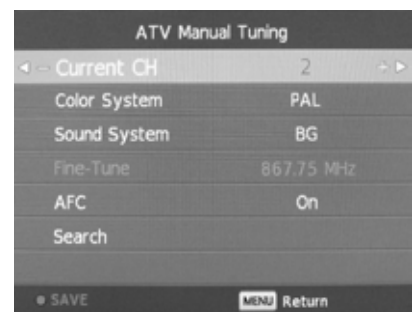 ATV Manual Tuning
Current CH 2
Color System PAL
Sound System BG
Fine-Tune 867.75 MHz
AFC On
Search
SAVE MENU Return